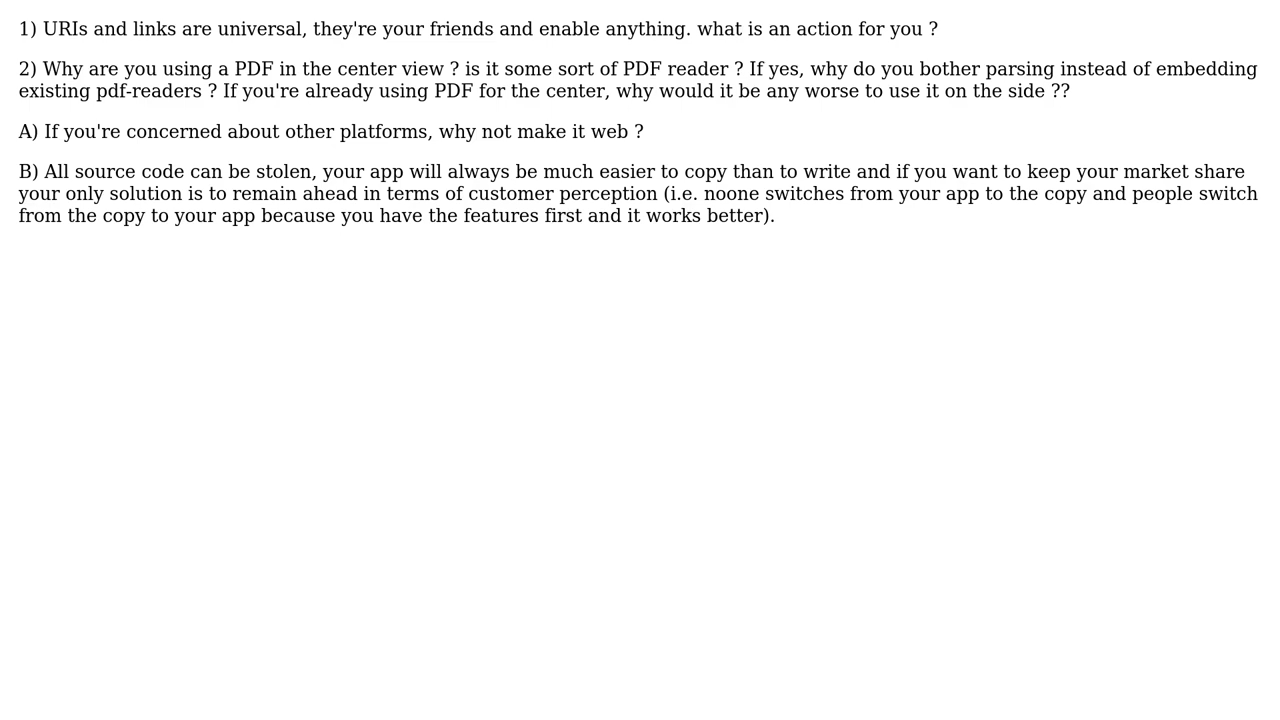 1) URIs and links are universal, they're your friends and enable anything. what is an action for you ?
2) Why are you using a PDF in the center view ? is it some sort of PDF reader ? If yes, why do you bother parsing instead of embedding
existing pdf-readers ? If you're already using PDF for the center, why would it be any worse to use it on the side ??
A) If you're concerned about other platforms, why not make it web ?
B) All source code can be stolen, your app will always be much easier to copy than to write and if you want to keep your market share
your only solution is to remain ahead in terms of customer perception (i.e. noone switches from your app to the copy and people switch
from the copy to your app because you have the features first and it works better).